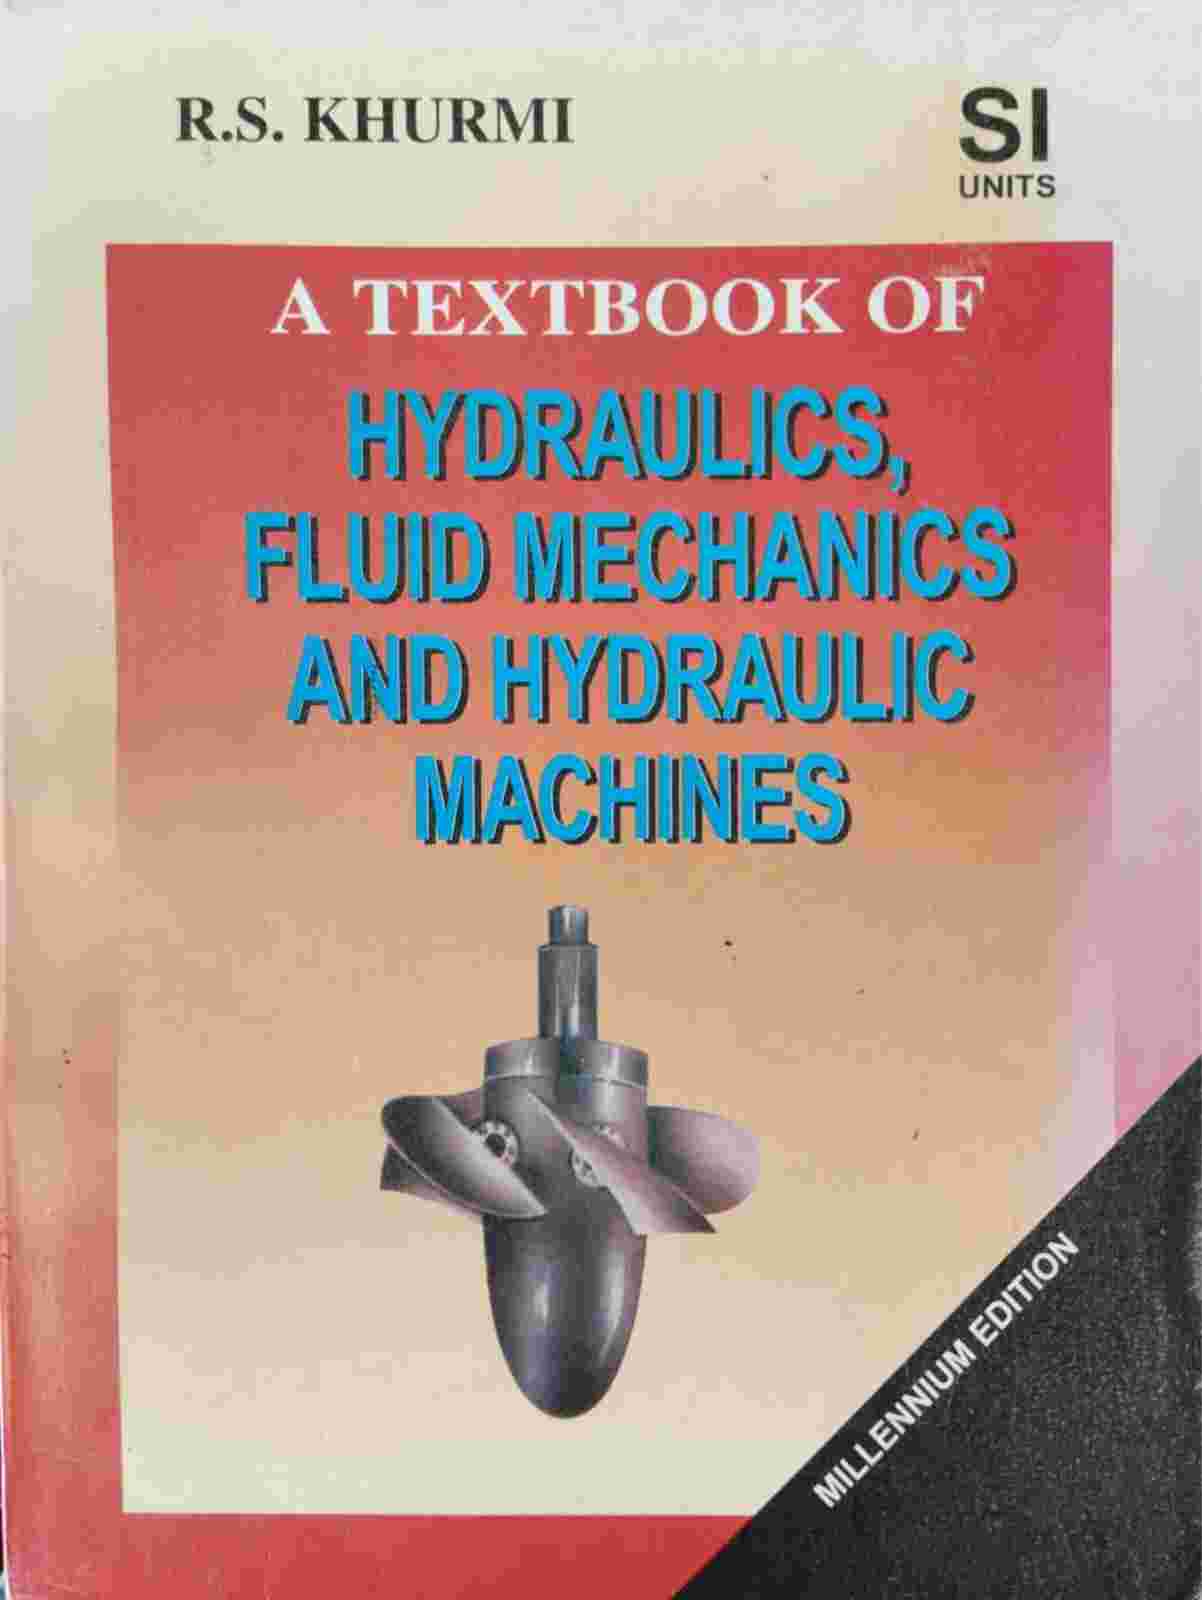 R.S. KHURMI
SI
UNITS
A TEXTBOOK OF
HYDRAULICS,
FLUID MECHANICS
AND HYDRAULIC
MACHINES
MILLENNIUM EDITION